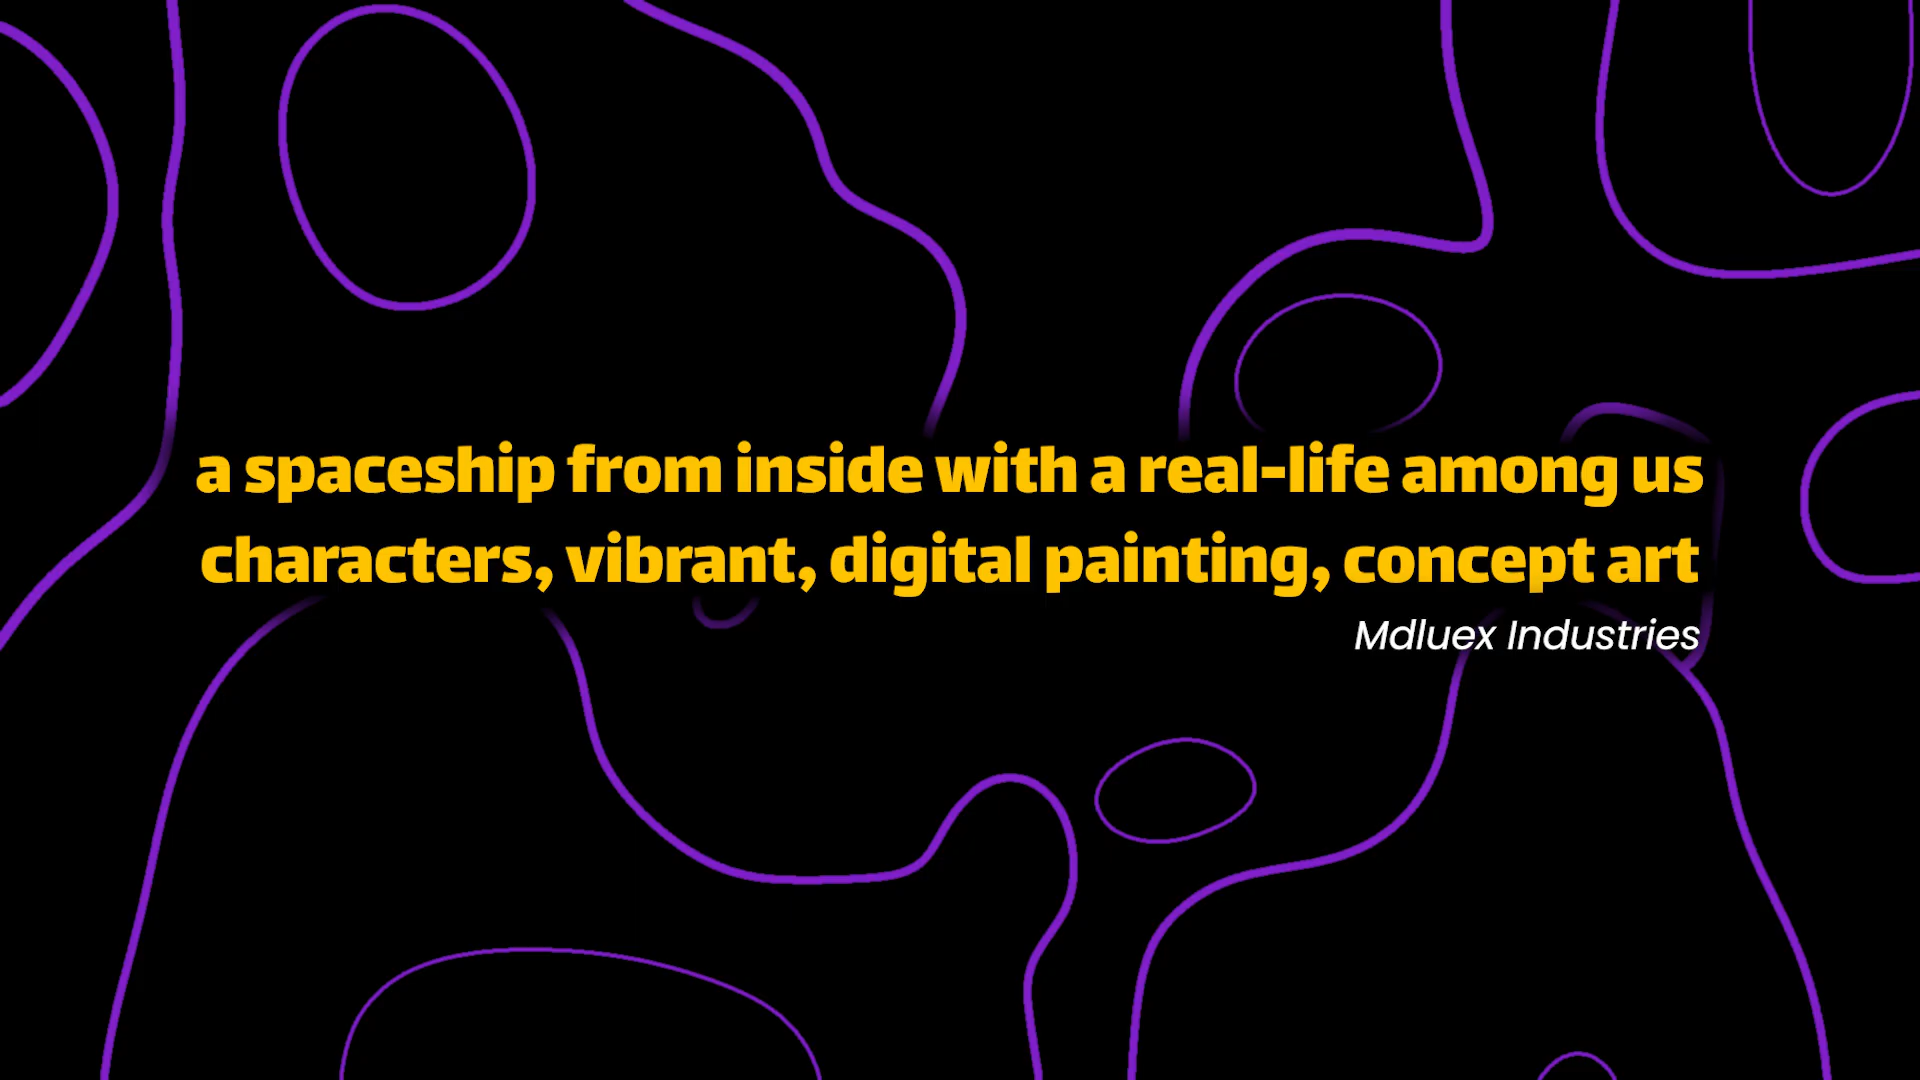 a spaceship from inside with a real-life among us
characters, vibrant, digital painting, concept art
Mdluex Industries